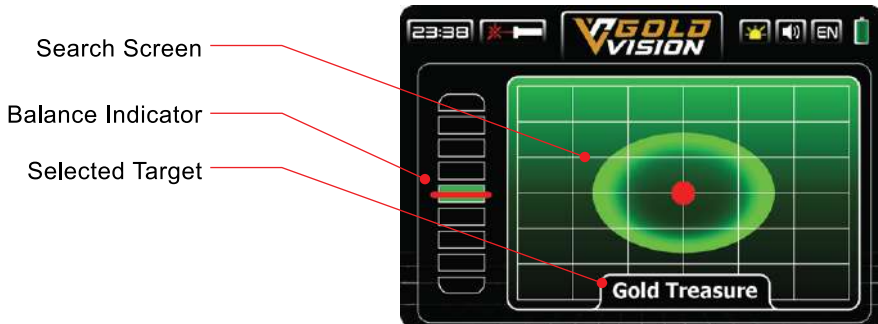 23:38
GOLD
VISION
EN
Search Screen
Balance Indicator
Selected Target
Gold Treasure